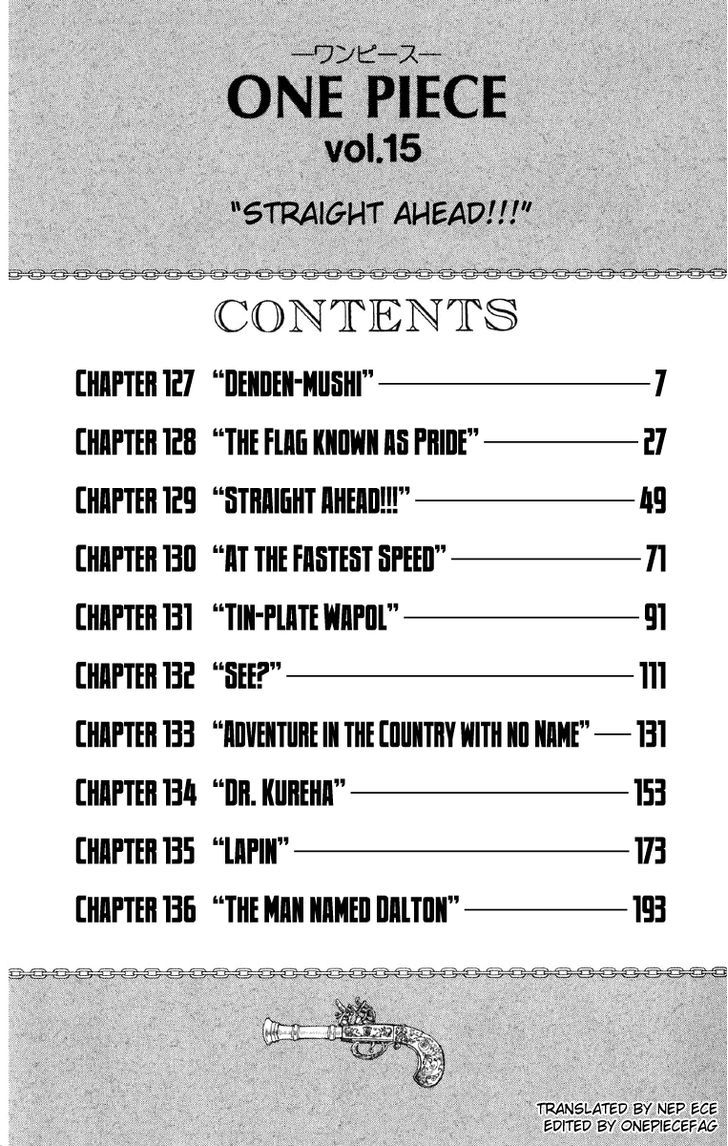 —ワンピース—
ONE PIECE
vol.15
"STRAIGHT AHEAD!!!"
CONTENTS
CHAPTER 127 “DENDEN-MUSHI” 7
CHAPTER 128 “THE FLAG KNOWN AS PRIDE” 27
CHAPTER 129 “STRAIGHT AHEAD!!!” 49
CHAPTER 130 “AT THE FASTEST SPEED” 71
CHAPTER 131 “TIN-PLATE WAPOL” 91
CHAPTER 132 “SEE?” 111
CHAPTER 133 “ADVENTURE IN THE COUNTRY WITH NO NAME” 131
CHAPTER 134 “DR. KUREHA” 153
CHAPTER 135 “LAPIN” 173
CHAPTER 136 “THE MAN NAMED DALTON” 193
TRANSLATED BY NEP ECE
EDITED BY ONEPIECEFAG